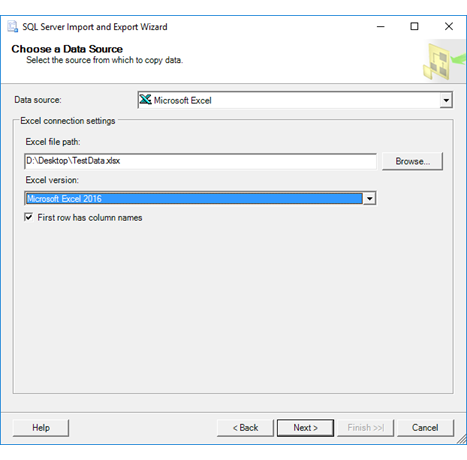 SQL Server Import and Export Wizard
Choose a Data Source
Select the source from which to copy data.
Data source: Microsoft Excel
Excel connection settings
Excel file path:
D:\Desktop\TestData.xlsx Browse...
Excel version:
Microsoft Excel 2016
First row has column names
Help < Back Next > Finish >>| Cancel